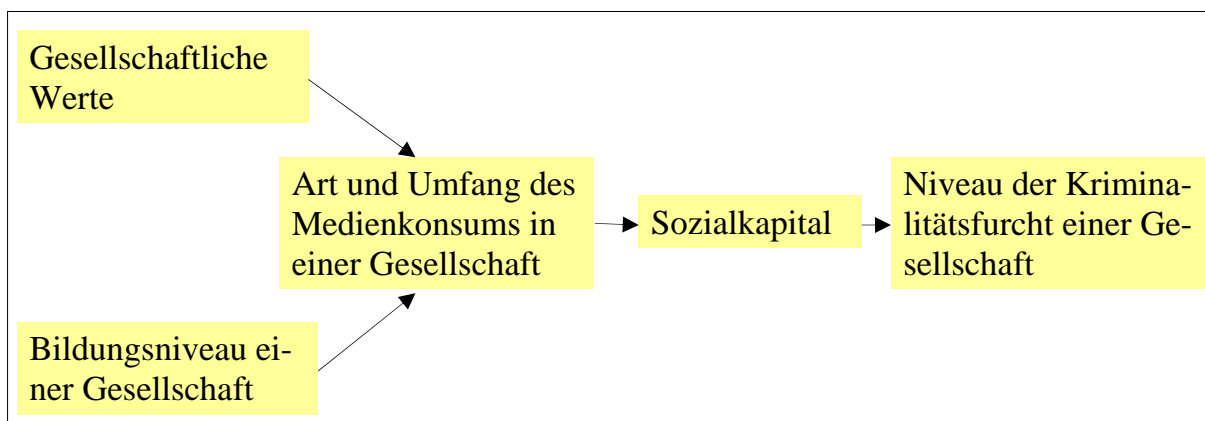 Gesellschaftliche
Werte
Art und Umfang des
Medienkonsums in
einer Gesellschaft
Sozialkapital
Niveau der Krimina-
litätsfurcht einer Ge-
sellschaft
Bildungsniveau ei-
ner Gesellschaft